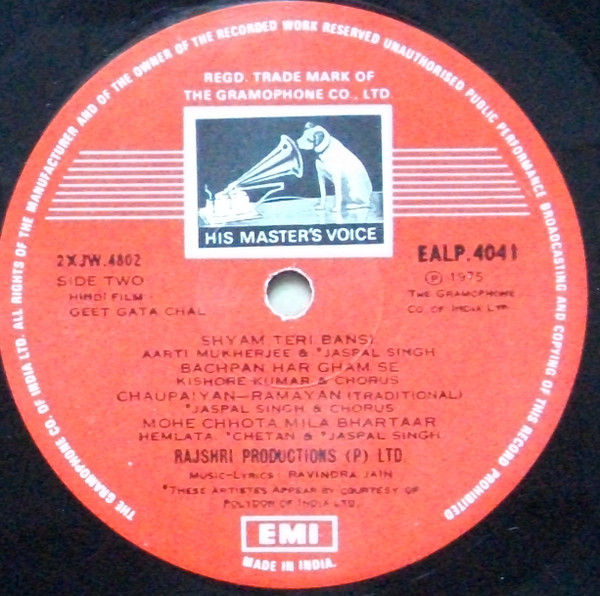 THE GRAMOPHONE CO. OF INDIA LTD. ALL RIGHTS OF THE MANUFACTURER AND OF THE OWNER OF THE RECORDED WORK RESERVED UNAUTHORISED PUBLIC PERFORMANCE BROADCASTING AND COPYING OF THIS RECORD PROHIBITED
REGD. TRADE MARK OF
THE GRAMOPHONE CO., LTD
HIS MASTER'S VOICE
2XJW.4802
SIDE TWO
HINDI FILM
GEET GATA CHAL
EALP.4041
Ⓟ 1975
THE GRAMOPHONE
CO. OF INDIA LTD.
SHYAM TERI BANSI
AARTI MUKHERJEE & *JASPAL SINGH
BACHPAN HAR GHAM SE
KISHORE KUMAR & CHORUS
CHAUPAIYAN—RAMAYAN (TRADITIONAL)
*JASPAL SINGH & CHORUS
MOHE CHHOTA MILA BHARTAAR
HEMLATA, *CHETAN & *JASPAL SINGH
RAJSHRI PRODUCTIONS (P) LTD.
MUSIC-LYRICS: RAVINDRA JAIN
*THESE ARTISTES APPEAR BY COURTESY OF
POLYDOR OF INDIA LTD.
EMI
MADE IN INDIA.